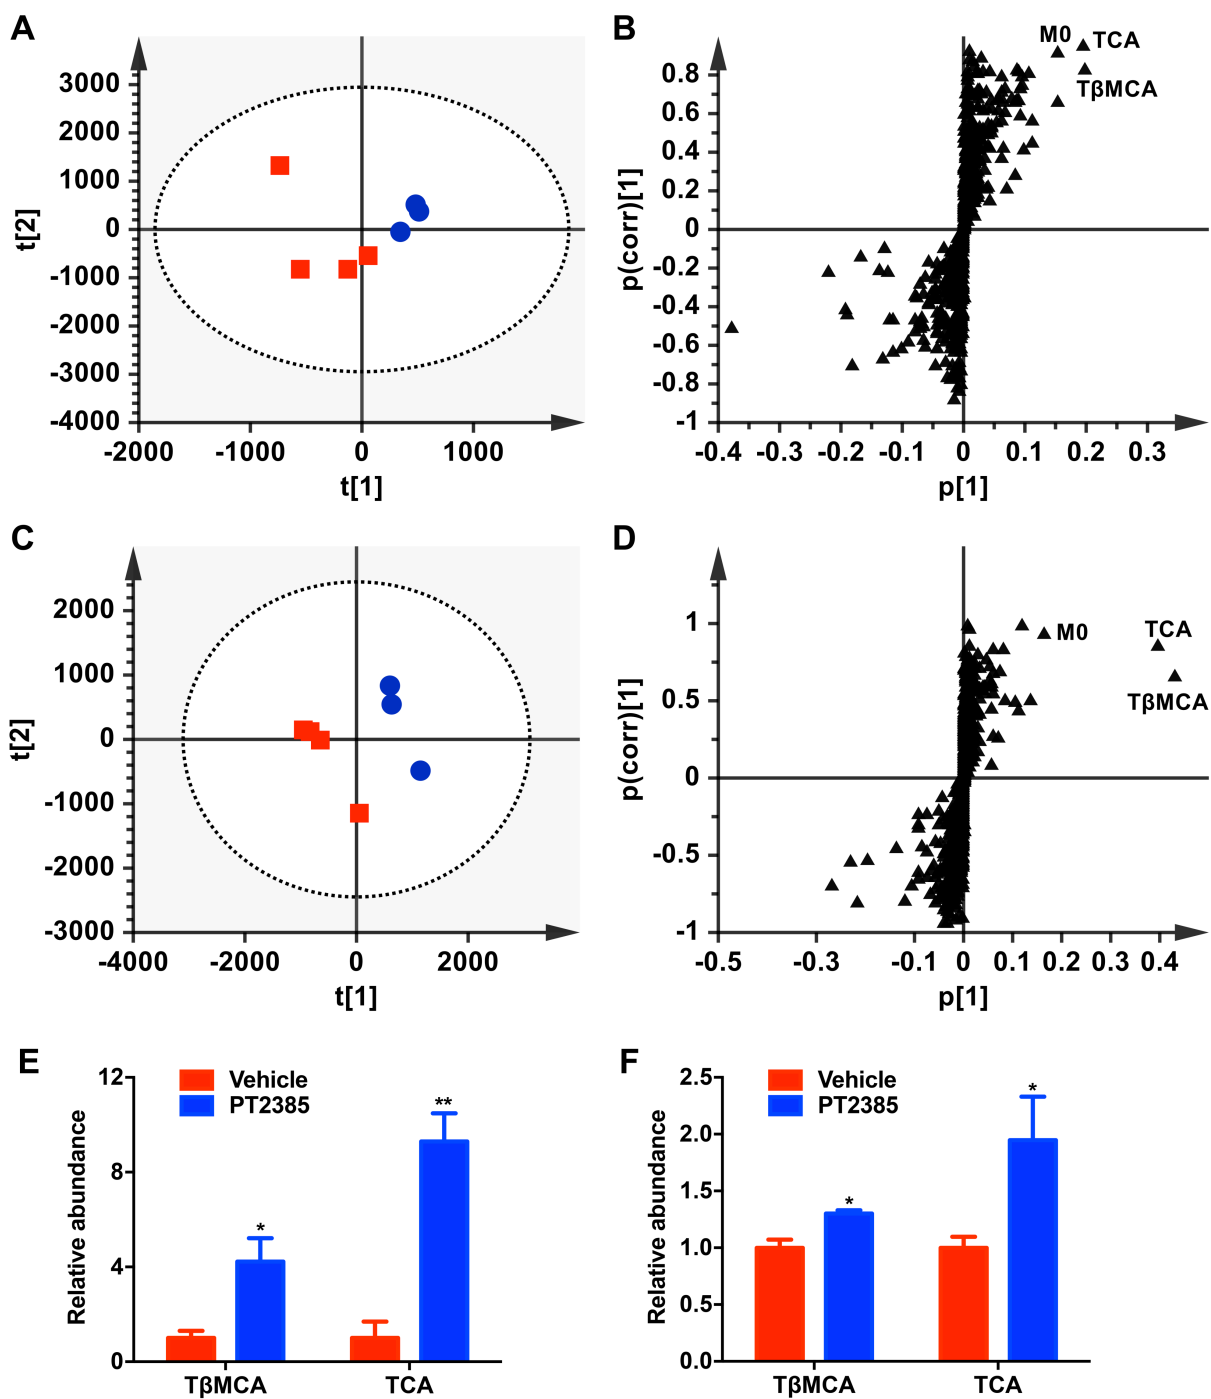 A
t[2]
3000
2000
1000
0
-1000
-2000
-3000
-4000
-2000 -1000 0 1000
t[1]
B
p(corr)[1]
0.8
0.6
0.4
0.2
0
-0.2
-0.4
-0.6
-0.8
-1
M0 TCA
TβMCA
-0.4 -0.3 -0.2 -0.1 0 0.1 0.2 0.3
p[1]
C
t[2]
2000
1000
0
-1000
-2000
-3000
-4000 -2000 0 2000
t[1]
D
p(corr)[1]
1
0.5
0
-0.5
-1
M0 TCA
TβMCA
-0.5 -0.3 -0.1 0 0.1 0.2 0.3 0.4
p[1]
E
Relative abundance
12
8
4
0
Vehicle
PT2385
* **
TβMCA TCA
F
Relative abundance
2.5
2.0
1.5
1.0
0.5
0.0
Vehicle
PT2385
* *
TβMCA TCA